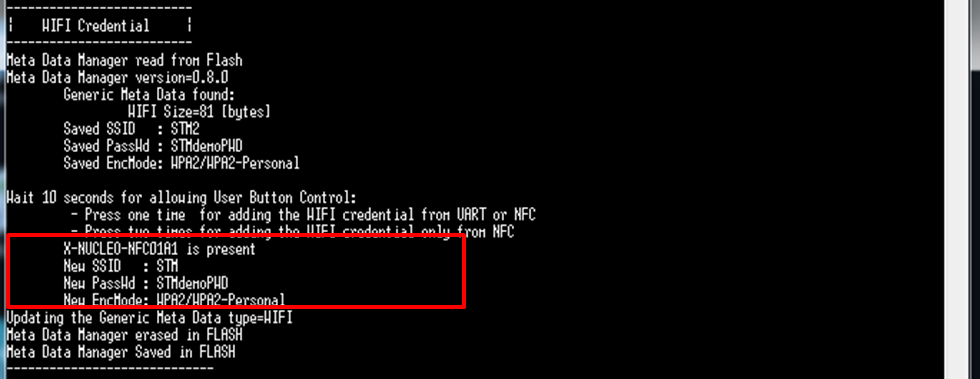 ---------------------------
|    WIFI Credential    |
---------------------------
Meta Data Manager read from Flash
Meta Data Manager version=0.8.0
Generic Meta Data found:
WIFI Size=81 [bytes]
Saved SSID   : STM2
Saved PassWd : STMdemoPWD
Saved EncMode: WPA2/WPA2-Personal
Wait 10 seconds for allowing User Button Control:
- Press one time  for adding the WIFI credential from UART or NFC
- Press two times for adding the WIFI credential only from NFC
X-NUCLEO-NFC01A1 is present
New SSID   : STM
New PassWd : STMdemoPWD
New EncMode: WPA2/WPA2-Personal
Updating the Generic Meta Data type=WIFI
Meta Data Manager erased in FLASH
Meta Data Manager Saved in FLASH
-----------------------------